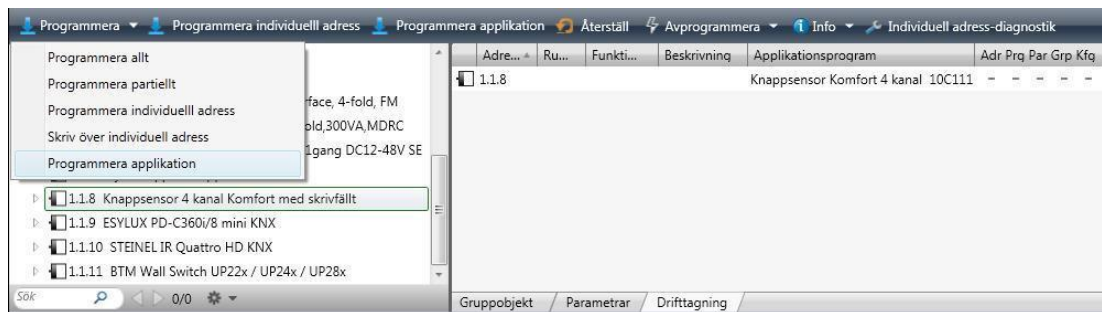 Programmera Programmera individuelll adress Programmera applikation Återställ Avprogrammera Info Individuell adress-diagnostik
Programmera allt
Programmera partiellt
Programmera individuelll adress
Skriv över individuell adress
Programmera applikation
rface, 4-fold, FM
old,300VA,MDRC
1gang DC12-48V SE
1.1.8 Knappsensor 4 kanal Komfort med skrivfällt
1.1.9 ESYLUX PD-C360i/8 mini KNX
1.1.10 STEINEL IR Quattro HD KNX
1.1.11 BTM Wall Switch UP22x / UP24x / UP28x
Sök 0/0
Adre... Ru... Funkti... Beskrivning Applikationsprogram Adr Prg Par Grp Kfg
1.1.8 Knappsensor Komfort 4 kanal 10C111 - - - - -
Gruppobjekt Parametrar Drifttagning